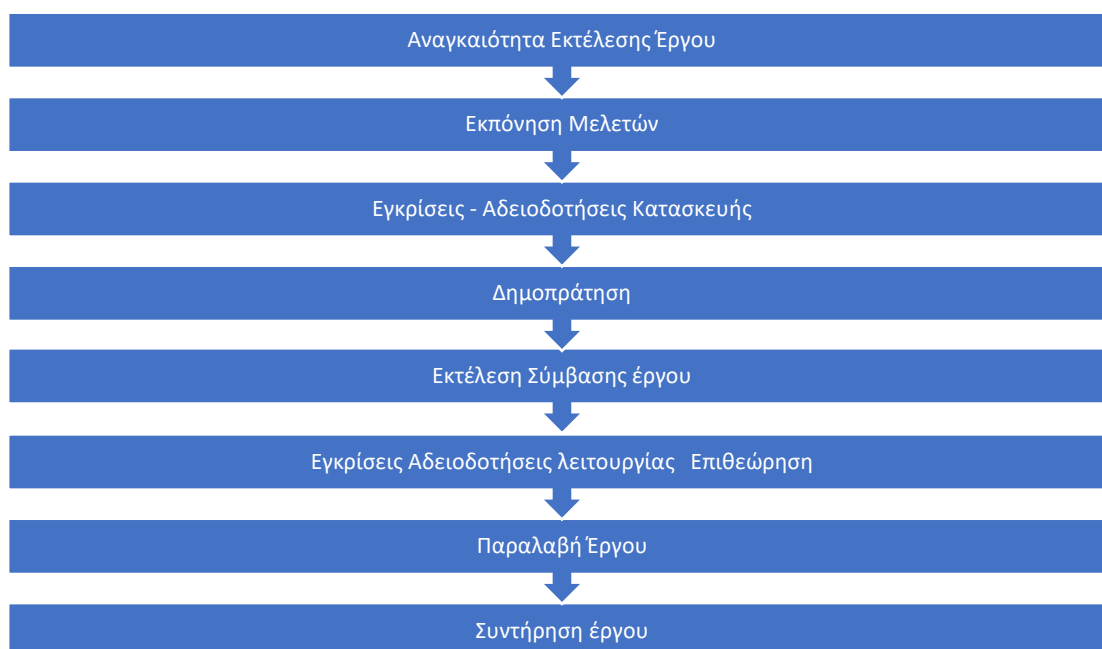 Αναγκαιότητα Εκτέλεσης Έργου
Εκπόνηση Μελετών
Εγκρίσεις - Αδειοδοτήσεις Κατασκευής
Δημοπράτηση
Εκτέλεση Σύμβασης έργου
Εγκρίσεις Αδειοδοτήσεις λειτουργίας Επιθεώρηση
Παραλαβή Έργου
Συντήρηση έργου